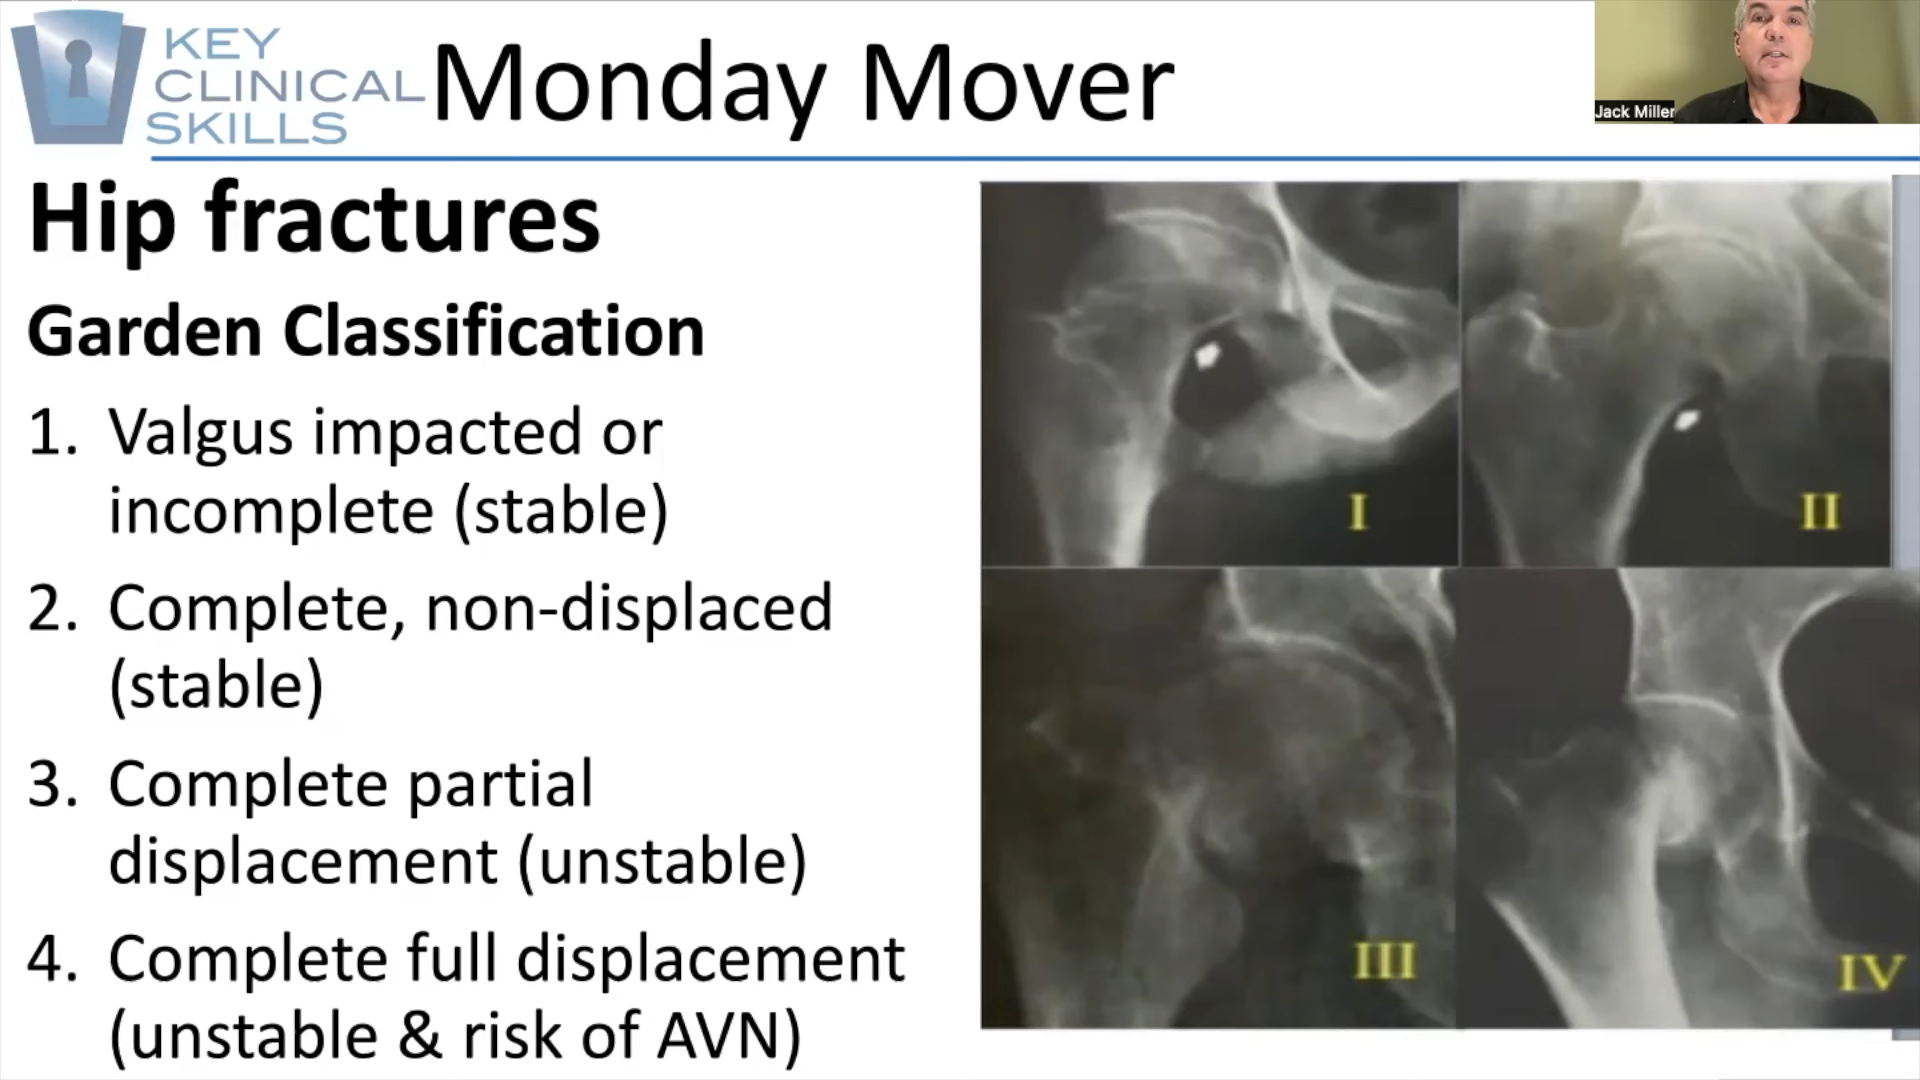 KEY
CLINICAL
SKILLS
Monday Mover
Jack Miller
Hip fractures
Garden Classification
1. Valgus impacted or
incomplete (stable)
2. Complete, non-displaced
(stable)
3. Complete partial
displacement (unstable)
4. Complete full displacement
(unstable & risk of AVN)
I
II
III
IV